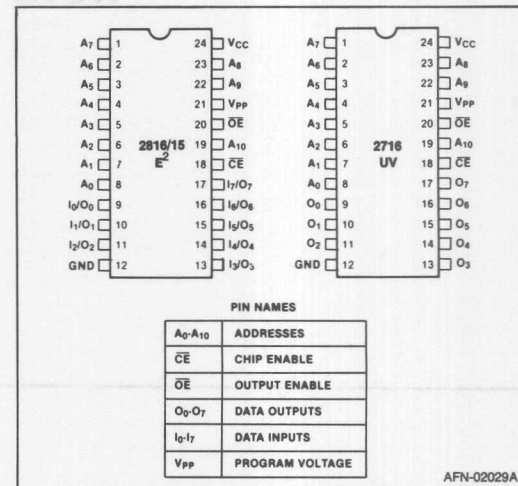 A7 1 24 VCC
A6 2 23 A8
A5 3 22 A9
A4 4 21 VPP
A3 5 20 OE
A2 6 2816/15 19 A10
A1 7 E2 18 CE
A0 8 17 I7/O7
I0/O0 9 16 I6/O6
I1/O1 10 15 I5/O5
I2/O2 11 14 I4/O4
GND 12 13 I3/O3
A7 1 24 VCC
A6 2 23 A8
A5 3 22 A9
A4 4 21 VPP
A3 5 20 OE
A2 6 2716 19 A10
A1 7 UV 18 CE
A0 8 17 O7
O0 9 16 O6
O1 10 15 O5
O2 11 14 O4
GND 12 13 O3
PIN NAMES
A0-A10 ADDRESSES
CE CHIP ENABLE
OE OUTPUT ENABLE
O0-O7 DATA OUTPUTS
I0-I7 DATA INPUTS
VPP PROGRAM VOLTAGE
AFN-02029A